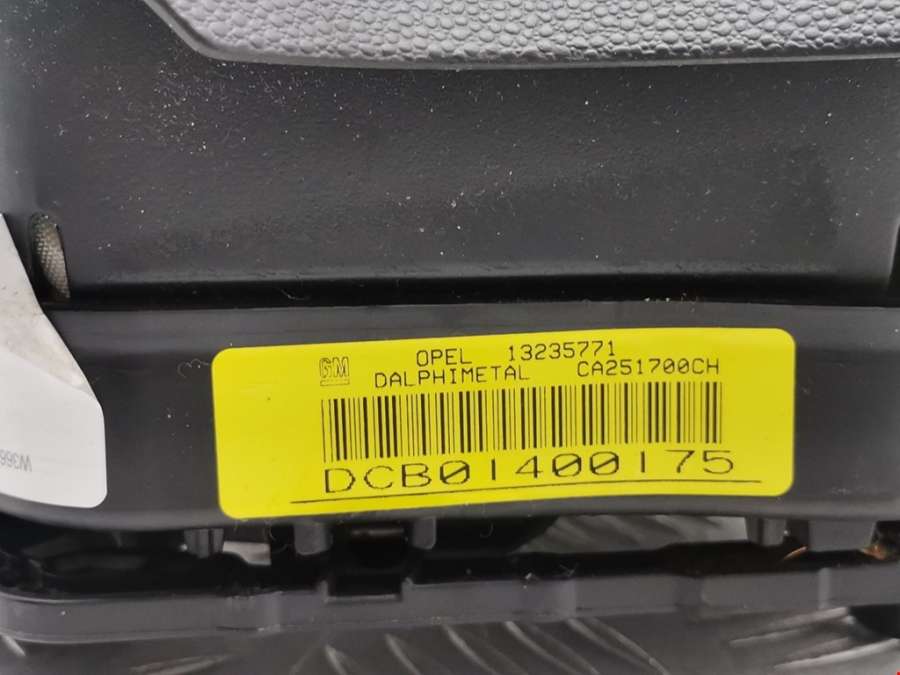 GM OPEL 13235771
DALPHIMETAL CA251700CH
DCB01400175